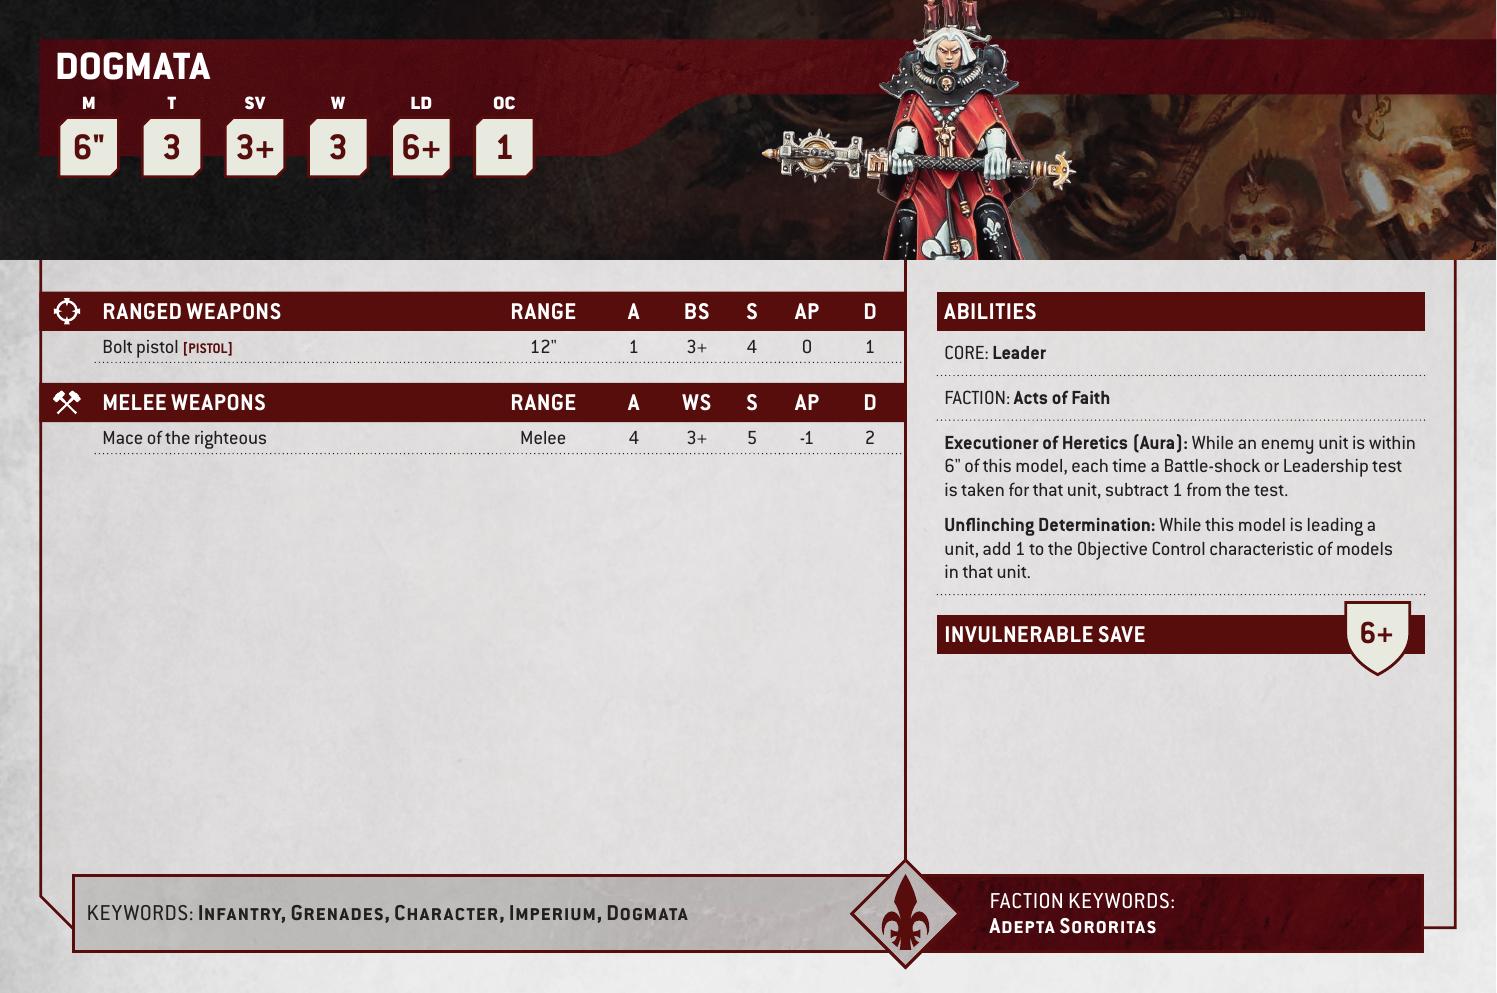 DOGMATA
M T SV W LD OC
6" 3 3+ 3 6+ 1
RANGED WEAPONS RANGE A BS S AP D
Bolt pistol [PISTOL] 12" 1 3+ 4 0 1
MELEE WEAPONS RANGE A WS S AP D
Mace of the righteous Melee 4 3+ 5 -1 2
ABILITIES
CORE: Leader
FACTION: Acts of Faith
Executioner of Heretics (Aura): While an enemy unit is within
6" of this model, each time a Battle-shock or Leadership test
is taken for that unit, subtract 1 from the test.
Unflinching Determination: While this model is leading a
unit, add 1 to the Objective Control characteristic of models
in that unit.
INVULNERABLE SAVE 6+
KEYWORDS: Infantry, Grenades, Character, Imperium, Dogmata
FACTION KEYWORDS:
Adepta Sororitas